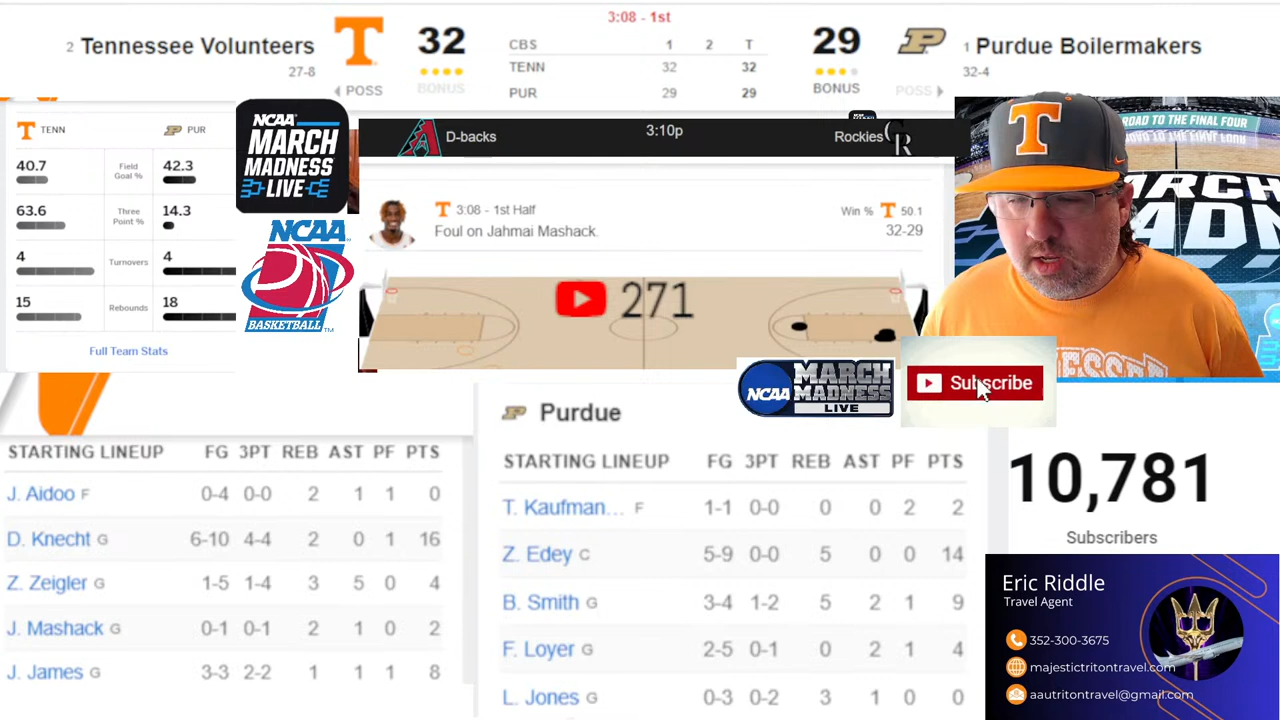 3:08 - 1st
2 Tennessee Volunteers
27-8
T
32
BONUS
POSS
CBS 1 2 T
TENN 32 32
PUR 29 29
29
BONUS
P
POSS
1 Purdue Boilermakers
32-4
T TENN P PUR
40.7 Field Goal % 42.3
63.6 Three Point % 14.3
4 Turnovers 4
15 Rebounds 18
Full Team Stats
NCAA
MARCH
MADNESS
LIVE
NCAA
BASKETBALL™
D-backs 3:10p Rockies CR
T 3:08 - 1st Half
Foul on Jahmai Mashack.
Win % T 50.1
32-29
271
T
ROAD TO THE FINAL FOUR
NCAA
MARCH
MADNESS
LIVE
Subscribe
STARTING LINEUP FG 3PT REB AST PF PTS
J. Aidoo F 0-4 0-0 2 1 1 0
D. Knecht G 6-10 4-4 2 0 1 16
Z. Zeigler G 1-5 1-4 3 5 0 4
J. Mashack G 0-1 0-1 2 1 0 2
J. James G 3-3 2-2 1 1 1 8
P Purdue
STARTING LINEUP FG 3PT REB AST PF PTS
T. Kaufman... F 1-1 0-0 0 0 2 2
Z. Edey C 5-9 0-0 5 0 0 14
B. Smith G 3-4 1-2 5 2 1 9
F. Loyer G 2-5 0-1 0 2 1 4
L. Jones G 0-3 0-2 3 1 0 0
10,781
Subscribers
Eric Riddle
Travel Agent
352-300-3675
majestictritontravel.com
aautritontravel@gmail.com